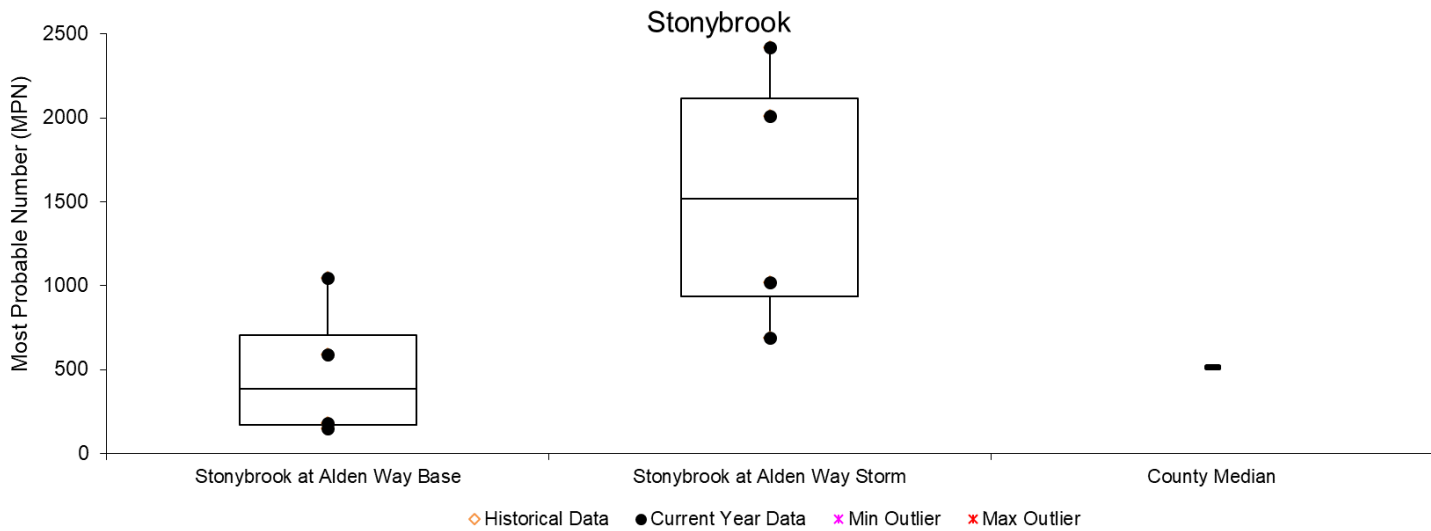 Stonybrook
Most Probable Number (MPN)
2500
2000
1500
1000
500
0
Stonybrook at Alden Way Base
Stonybrook at Alden Way Storm
County Median
Historical Data
Current Year Data
Min Outlier
Max Outlier